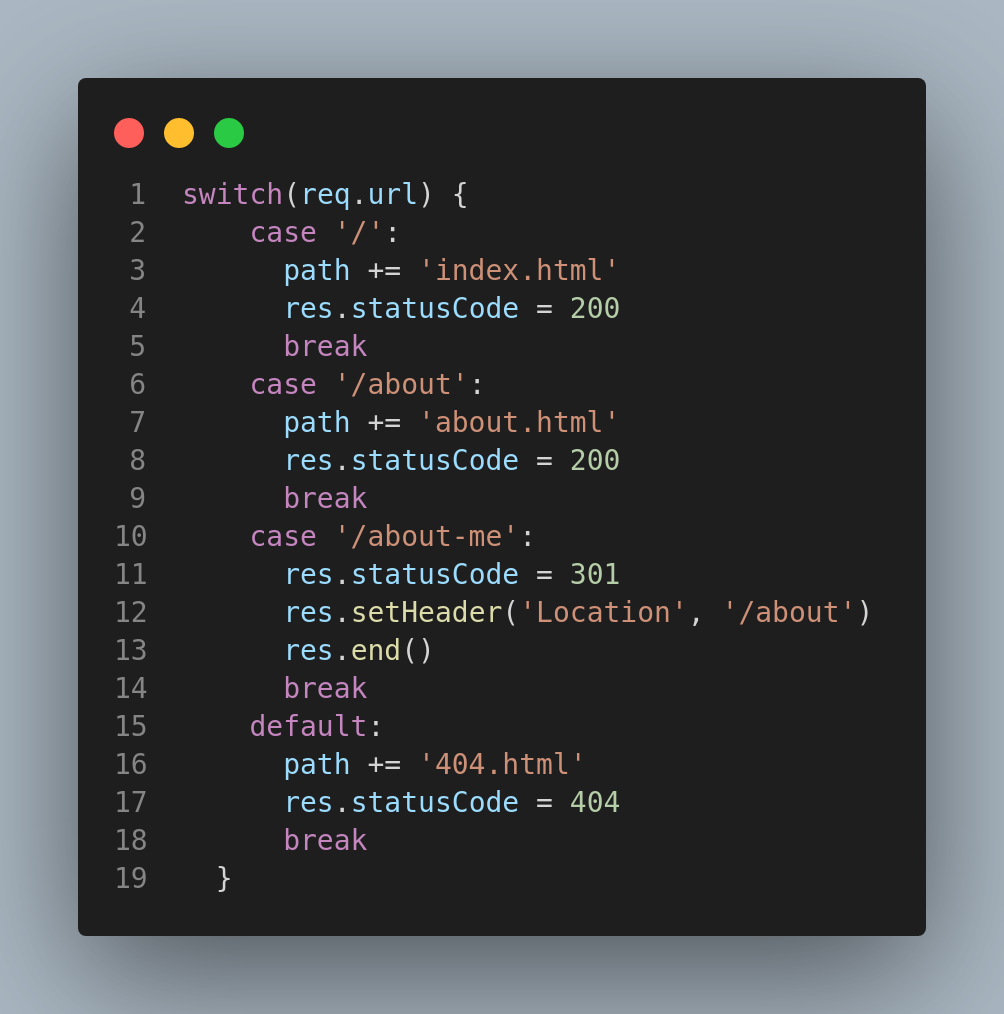 1 switch(req.url) {
2     case '/':
3       path += 'index.html'
4       res.statusCode = 200
5       break
6     case '/about':
7       path += 'about.html'
8       res.statusCode = 200
9       break
10     case '/about-me':
11       res.statusCode = 301
12       res.setHeader('Location', '/about')
13       res.end()
14       break
15     default:
16       path += '404.html'
17       res.statusCode = 404
18       break
19   }